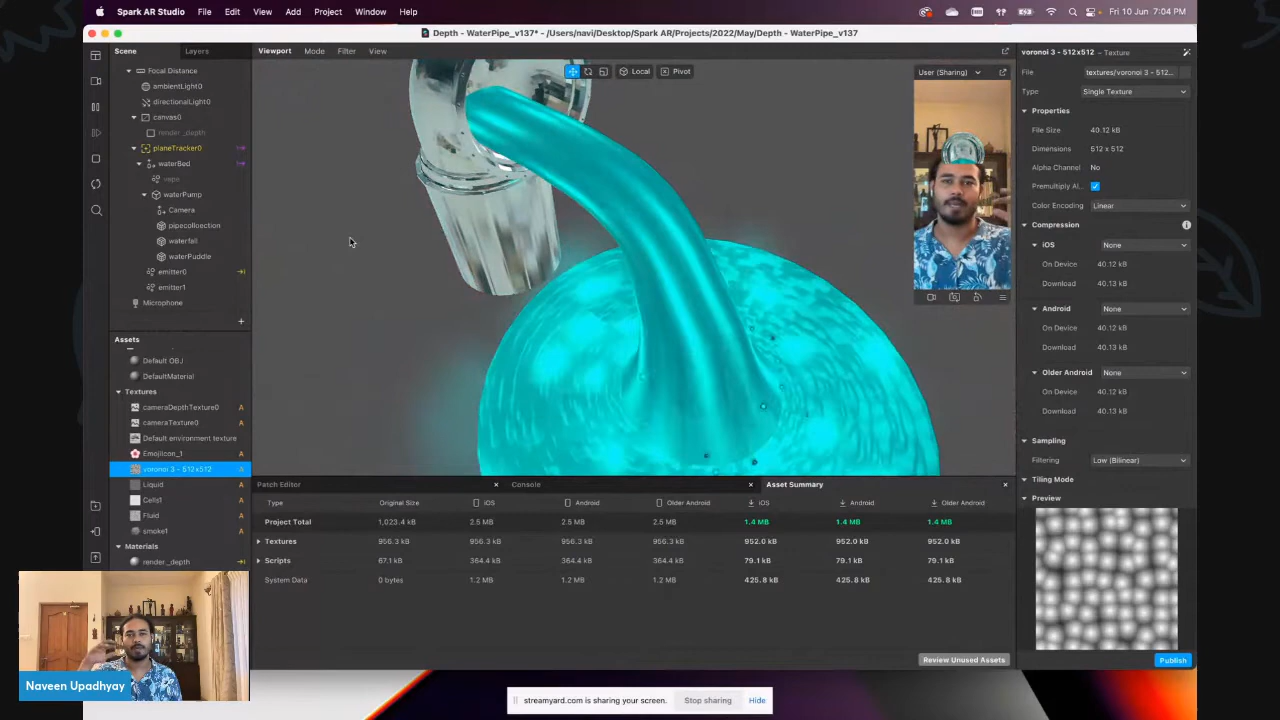 Spark AR Studio File Edit View Add Project Window Help
Fri 10 Jun 7:04 PM
Depth - WaterPipe_v137* - /Users/navi/Desktop/Spark AR/Projects/2022/May/Depth - WaterPipe_v137
Scene Layers
Focal Distance
ambientLight0
directionalLight0
canvas0
render_depth
planeTracker0
waterBed
waterPump
Camera
pipecollection
waterfall
waterPuddle
emitter0
emitter1
Microphone
Assets
Default OBJ
DefaultMaterial
Textures
cameraDepthTexture0 A
cameraTexture0 A
Default environment texture
EmojiIcon_1 A
voronoi 3 - 512x512 A
Liquid A
Cells1 A
Fluid A
smoke1 A
Materials
render_depth
Viewport Mode Filter View
Local Pivot
User (Sharing)
Patch Editor Console Asset Summary
Type Original Size iOS Android Older Android iOS Android Older Android
Project Total 1,023.4 kB 2.5 MB 2.5 MB 2.5 MB 1.4 MB 1.4 MB 1.4 MB
Textures 956.3 kB 956.3 kB 956.3 kB 956.3 kB 952.0 kB 952.0 kB 952.0 kB
Scripts 67.1 kB 364.4 kB 364.4 kB 364.4 kB 79.1 kB 79.1 kB 79.1 kB
System Data 0 bytes 1.2 MB 1.2 MB 1.2 MB 425.8 kB 425.8 kB 425.8 kB
Review Unused Assets
voronoi 3 - 512x512 – Texture
File textures/voronoi 3 - 512...
Type Single Texture
Properties
File Size 40.12 kB
Dimensions 512 x 512
Alpha Channel No
Premultiply Al...
Color Encoding Linear
Compression
iOS None
On Device 40.12 kB
Download 40.13 kB
Android None
On Device 40.12 kB
Download 40.13 kB
Older Android None
On Device 40.12 kB
Download 40.13 kB
Sampling
Filtering Low (Bilinear)
Tiling Mode
Preview
Publish
Naveen Upadhyay
streamyard.com is sharing your screen. Stop sharing Hide